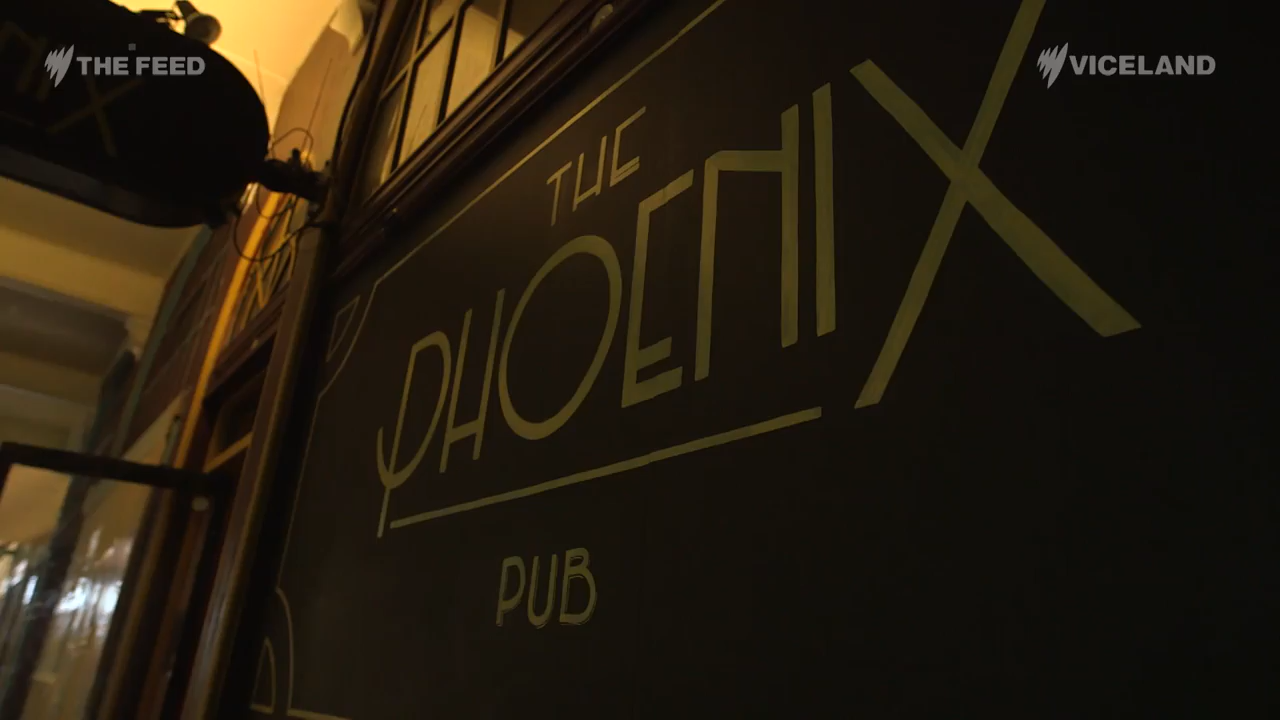 THE FEED
VICELAND
THE
PHOENIX
PUB